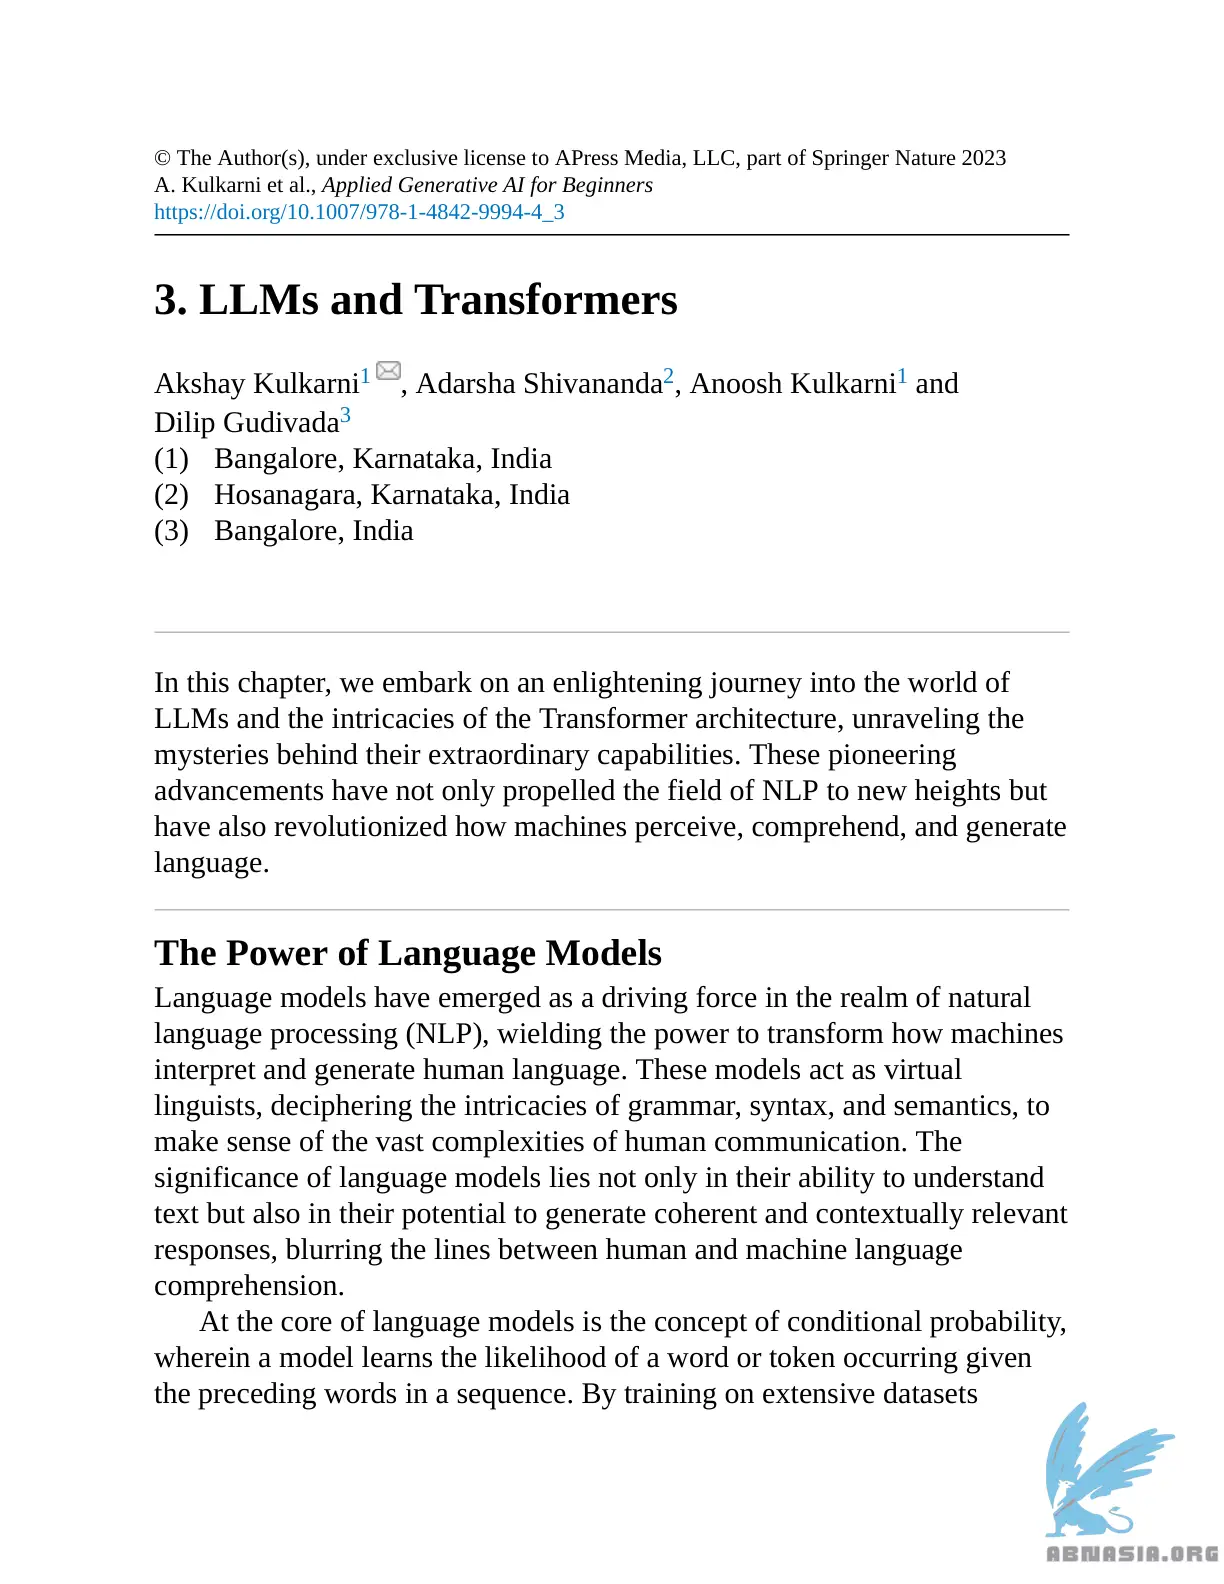 © The Author(s), under exclusive license to APress Media, LLC, part of Springer Nature 2023
A. Kulkarni et al., Applied Generative AI for Beginners
https://doi.org/10.1007/978-1-4842-9994-4_3
3. LLMs and Transformers
Akshay Kulkarni1 , Adarsha Shivananda2, Anoosh Kulkarni1 and
Dilip Gudivada3
(1) Bangalore, Karnataka, India
(2) Hosanagara, Karnataka, India
(3) Bangalore, India
In this chapter, we embark on an enlightening journey into the world of
LLMs and the intricacies of the Transformer architecture, unraveling the
mysteries behind their extraordinary capabilities. These pioneering
advancements have not only propelled the field of NLP to new heights but
have also revolutionized how machines perceive, comprehend, and generate
language.
The Power of Language Models
Language models have emerged as a driving force in the realm of natural
language processing (NLP), wielding the power to transform how machines
interpret and generate human language. These models act as virtual
linguists, deciphering the intricacies of grammar, syntax, and semantics, to
make sense of the vast complexities of human communication. The
significance of language models lies not only in their ability to understand
text but also in their potential to generate coherent and contextually relevant
responses, blurring the lines between human and machine language
comprehension.
At the core of language models is the concept of conditional probability,
wherein a model learns the likelihood of a word or token occurring given
the preceding words in a sequence. By training on extensive datasets
ABNASIA.ORG